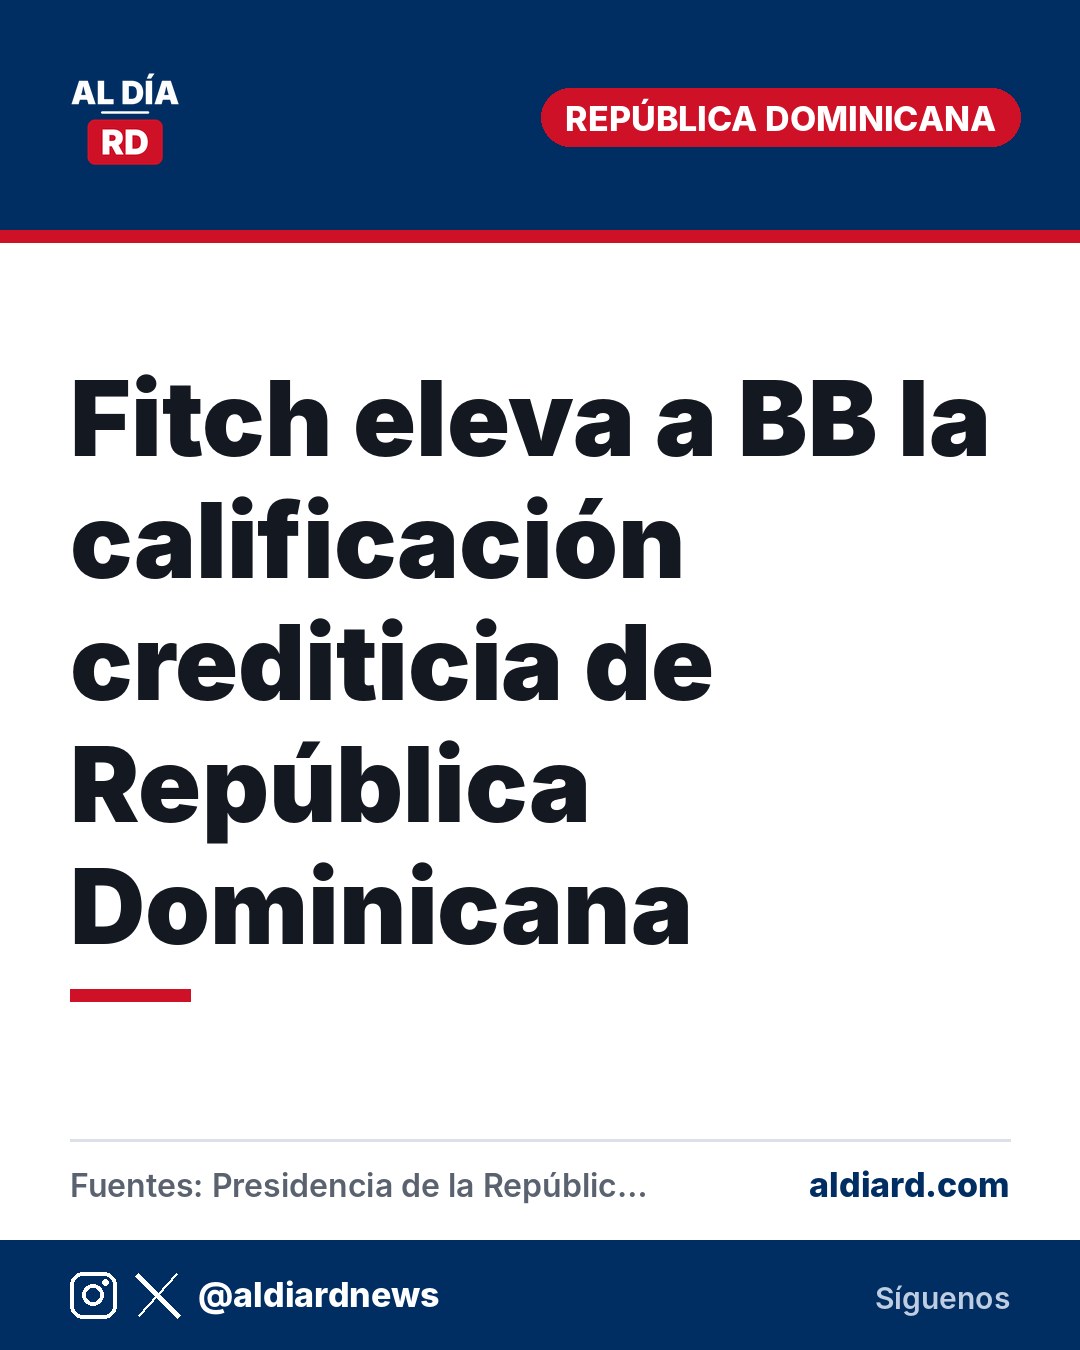 AL DÍA
RD
REPÚBLICA DOMINICANA
Fitch eleva a BB la
calificación
crediticia de
República
Dominicana
Fuentes: Presidencia de la Repúblic...
aldiard.com
@aldiardnews
Síguenos